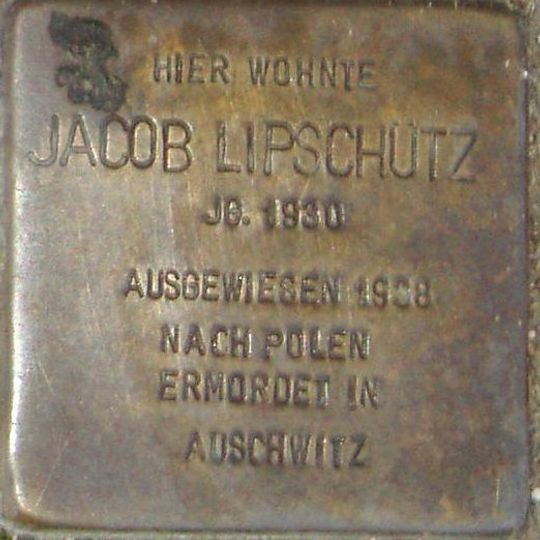 HIER WOHNTE
JACOB LIPSCHÜTZ
JG. 1930
AUSGEWIESEN 1938
NACH POLEN
ERMORDET IN
AUSCHWITZ